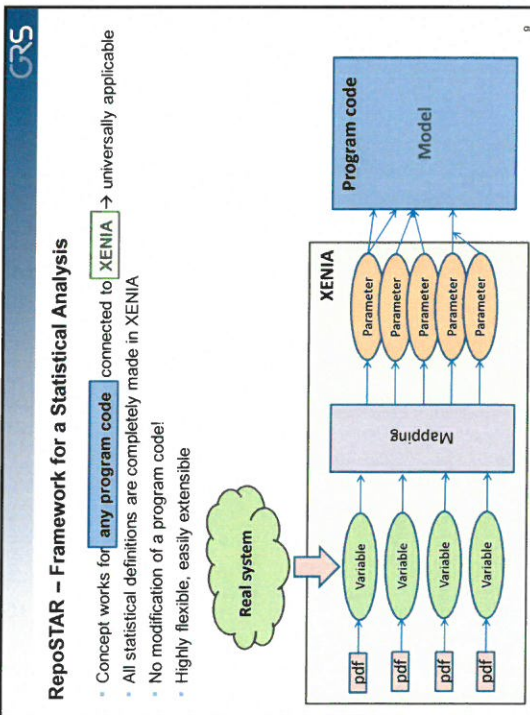 GRS
RepoSTAR – Framework for a Statistical Analysis
• Concept works for any program code connected to XENIA → universally applicable
• All statistical definitions are completely made in XENIA
• No modification of a program code!
• Highly flexible, easily extensible
Real system
XENIA
Program code
Model
pdf
Variable
pdf
Variable
pdf
Variable
pdf
Variable
Mapping
Parameter
Parameter
Parameter
Parameter
Parameter
9